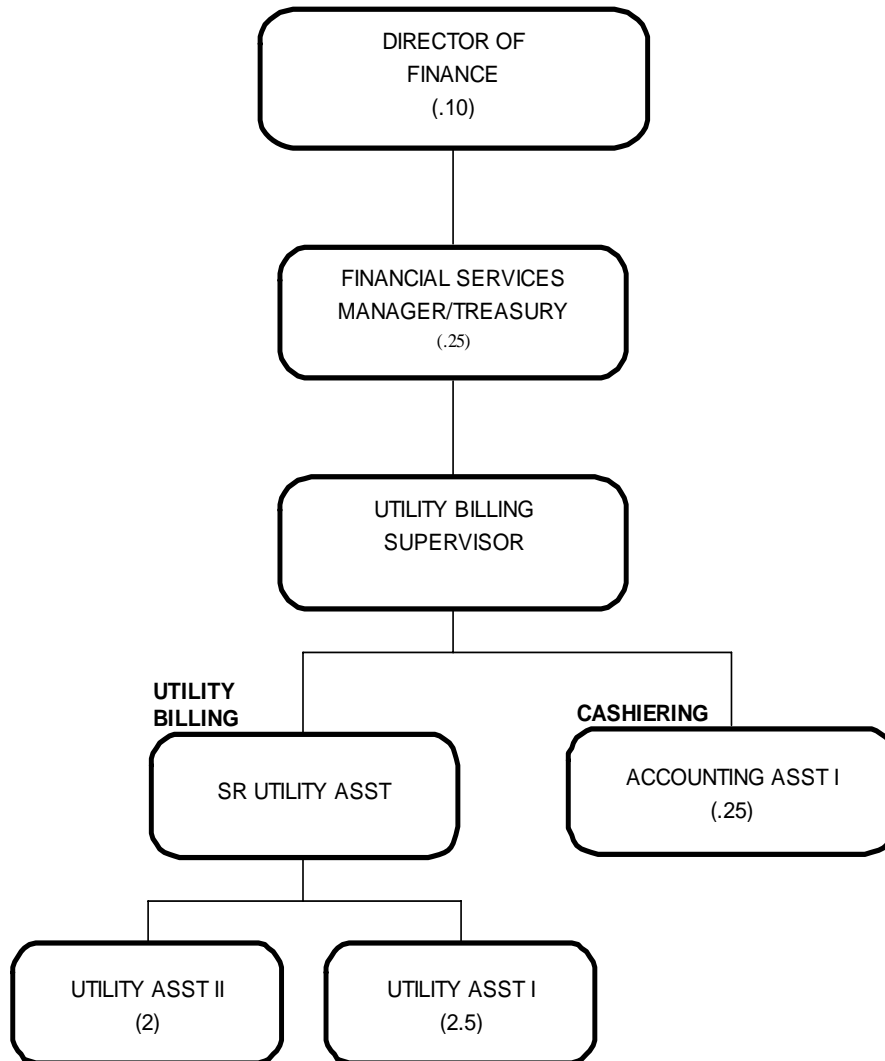 DIRECTOR OF
FINANCE
(.10)
FINANCIAL SERVICES
MANAGER/TREASURY
(.25)
UTILITY BILLING
SUPERVISOR
UTILITY
BILLING
SR UTILITY ASST
CASHIERING
ACCOUNTING ASST I
(.25)
UTILITY ASST II
(2)
UTILITY ASST I
(2.5)